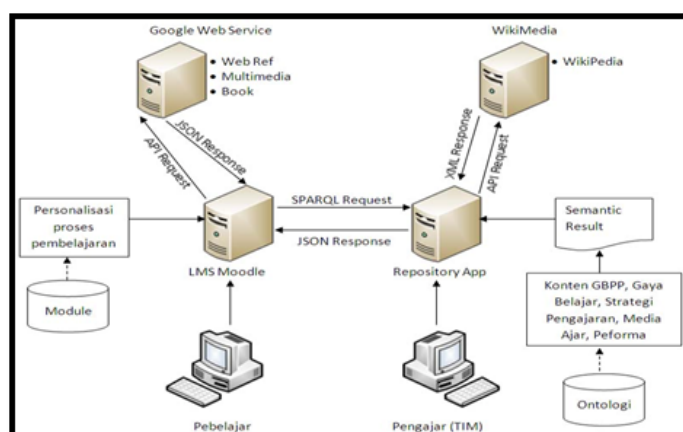 Google Web Service
• Web Ref
• Multimedia
• Book
WikiMedia
• WikiPedia
JSON Response
API Request
XML Response
API Request
Personalisasi
proses
pembelajaran
SPARQL Request
JSON Response
Semantic
Result
LMS Moodle
Repository App
Module
Konten GBPP, Gaya
Belajar, Strategi
Pengajaran, Media
Ajar, Peforma
Ontologi
Pebelajar
Pengajar (TIM)